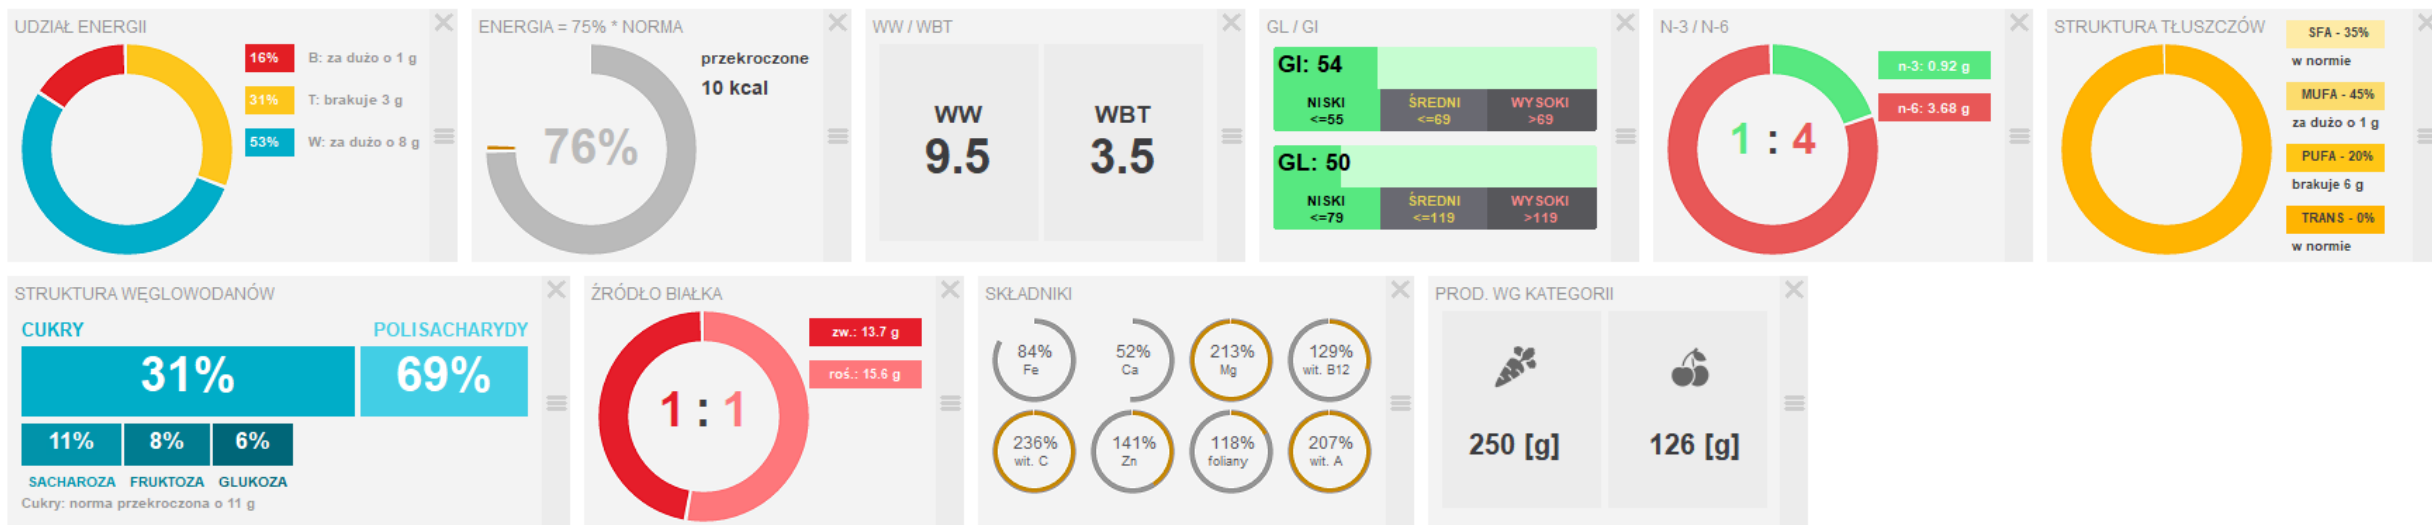 UDZIAŁ ENERGII
16% B: za dużo o 1 g
31% T: brakuje 3 g
53% W: za dużo o 8 g
ENERGIA = 75% * NORMA
przekroczone
10 kcal
76%
WW / WBT
WW
9.5
WBT
3.5
GL / GI
GI: 54
NISKI ŚREDNI WYSOKI
<=55 <=69 >69
GL: 50
NISKI ŚREDNI WYSOKI
<=79 <=119 >119
N-3 / N-6
n-3: 0.92 g
n-6: 3.68 g
1 : 4
STRUKTURA TŁUSZCZÓW
SFA - 35%
w normie
MUFA - 45%
za dużo o 1 g
PUFA - 20%
brakuje 6 g
TRANS - 0%
w normie
STRUKTURA WĘGLOWODANÓW
CUKRY POLISACHARYDY
31% 69%
11% 8% 6%
SACHAROZA FRUKTOZA GLUKOZA
Cukry: norma przekroczona o 11 g
ŹRÓDŁO BIAŁKA
zw.: 13.7 g
roś.: 15.6 g
1 : 1
SKŁADNIKI
84% 52% 213% 129%
Fe Ca Mg wit. B12
236% 141% 118% 207%
wit. C Zn foliany wit. A
PROD. WG KATEGORII
250 [g] 126 [g]